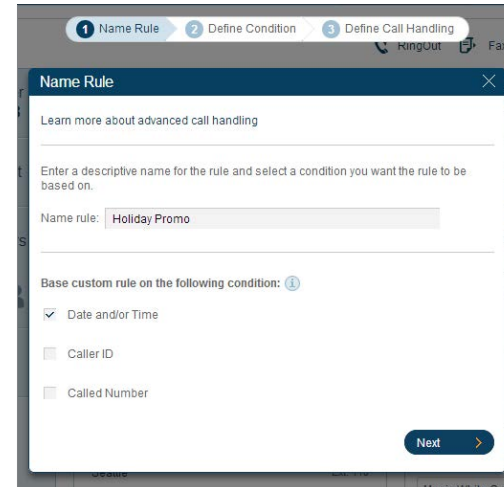 1 Name Rule 2 Define Condition 3 Define Call Handling
RingOut Fa
Name Rule
Learn more about advanced call handling
Enter a descriptive name for the rule and select a condition you want the rule to be
based on.
Name rule: Holiday Promo
Base custom rule on the following condition: i
Date and/or Time
Caller ID
Called Number
Next
Seattle